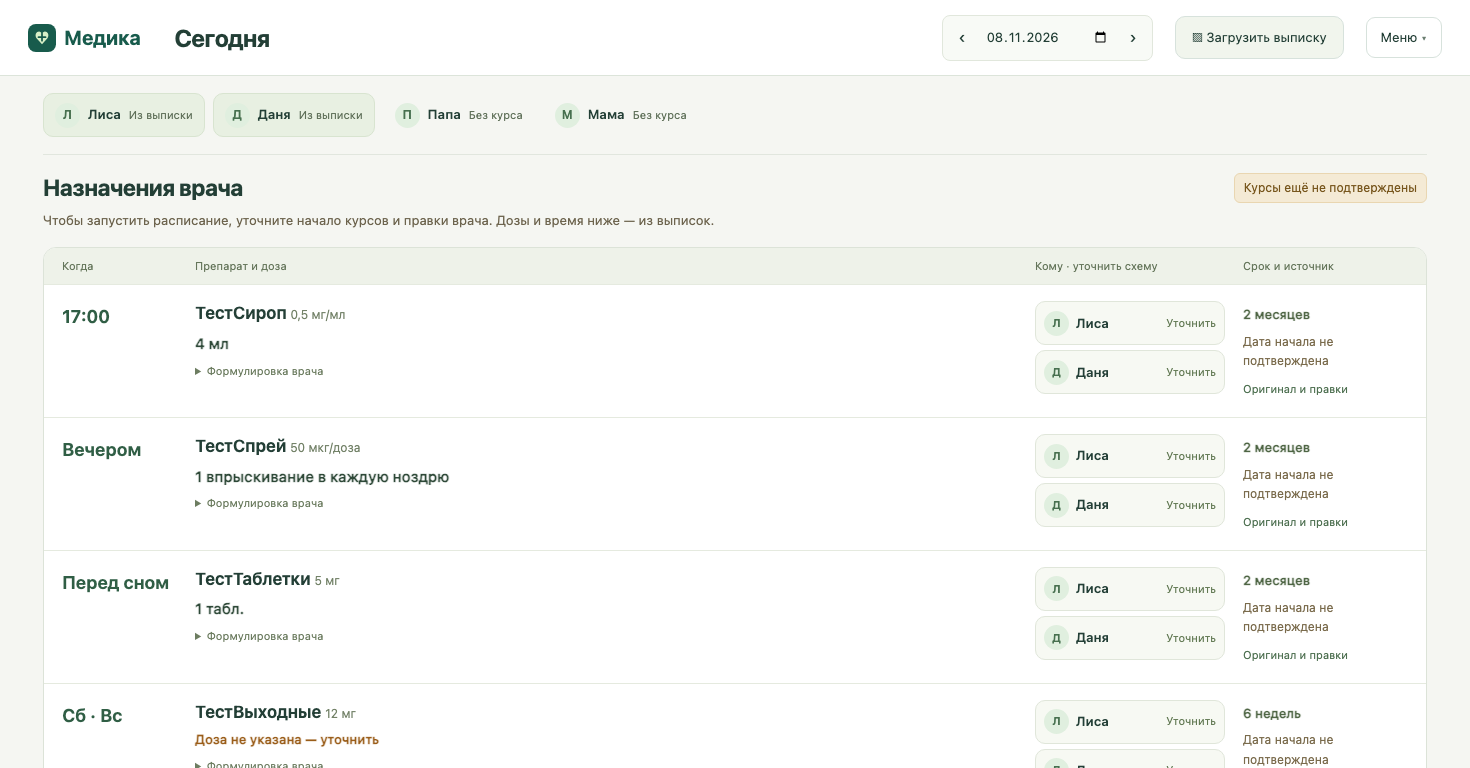 Медика
Сегодня
08.11.2026
Загрузить выписку
Меню
Л Лиса Из выписки
Д Даня Из выписки
П Папа Без курса
М Мама Без курса
Назначения врача
Курсы ещё не подтверждены
Чтобы запустить расписание, уточните начало курсов и правки врача. Дозы и время ниже — из выписок.
Когда Препарат и доза Кому · уточнить схему Срок и источник
17:00
ТестСироп 0,5 мг/мл
4 мл
Формулировка врача
Л Лиса Уточнить
Д Даня Уточнить
2 месяцев
Дата начала не
подтверждена
Оригинал и правки
Вечером
ТестСпрей 50 мкг/доза
1 впрыскивание в каждую ноздрю
Формулировка врача
Л Лиса Уточнить
Д Даня Уточнить
2 месяцев
Дата начала не
подтверждена
Оригинал и правки
Перед сном
ТестТаблетки 5 мг
1 табл.
Формулировка врача
Л Лиса Уточнить
Д Даня Уточнить
2 месяцев
Дата начала не
подтверждена
Оригинал и правки
Сб · Вс
ТестВыходные 12 мг
Доза не указана — уточнить
Формулировка врача
Л Лиса Уточнить
6 недель
Дата начала не
подтверждена